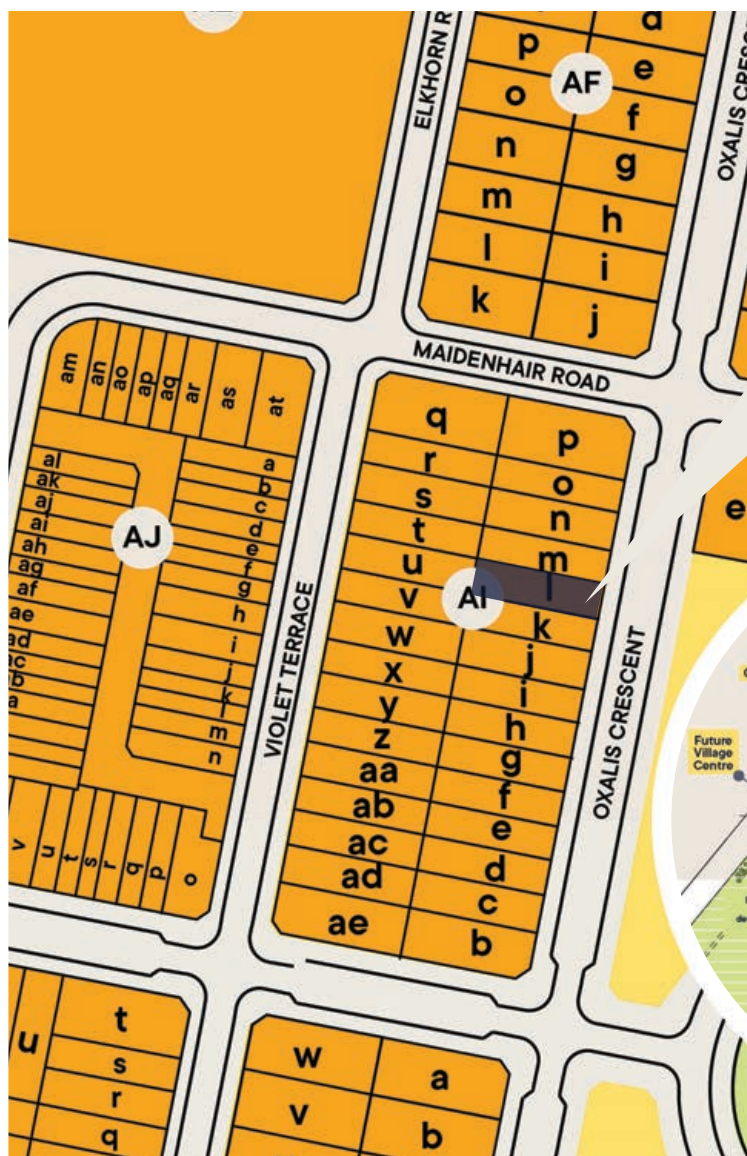 ELKHORN R
OXALIS CRESCENT
d
p
e
AF
o
f
n
g
m
h
l
i
k
j
MAIDENHAIR ROAD
am
an
ao
ap
aq
ar
as
at
al
ak
aj
ai
ah
ag
af
ae
ad
a
AJ
a
b
c
d
e
f
g
h
i
j
k
l
m
n
v
u
t
s
r
q
p
o
VIOLET TERRACE
q
r
s
t
u
v
w
x
y
z
aa
ab
ac
ad
ae
AI
p
o
n
m
l
k
j
i
h
g
f
e
d
c
b
OXALIS CRESCENT
e
Future
Village
Centre
u
t
s
r
q
w
a
v
b